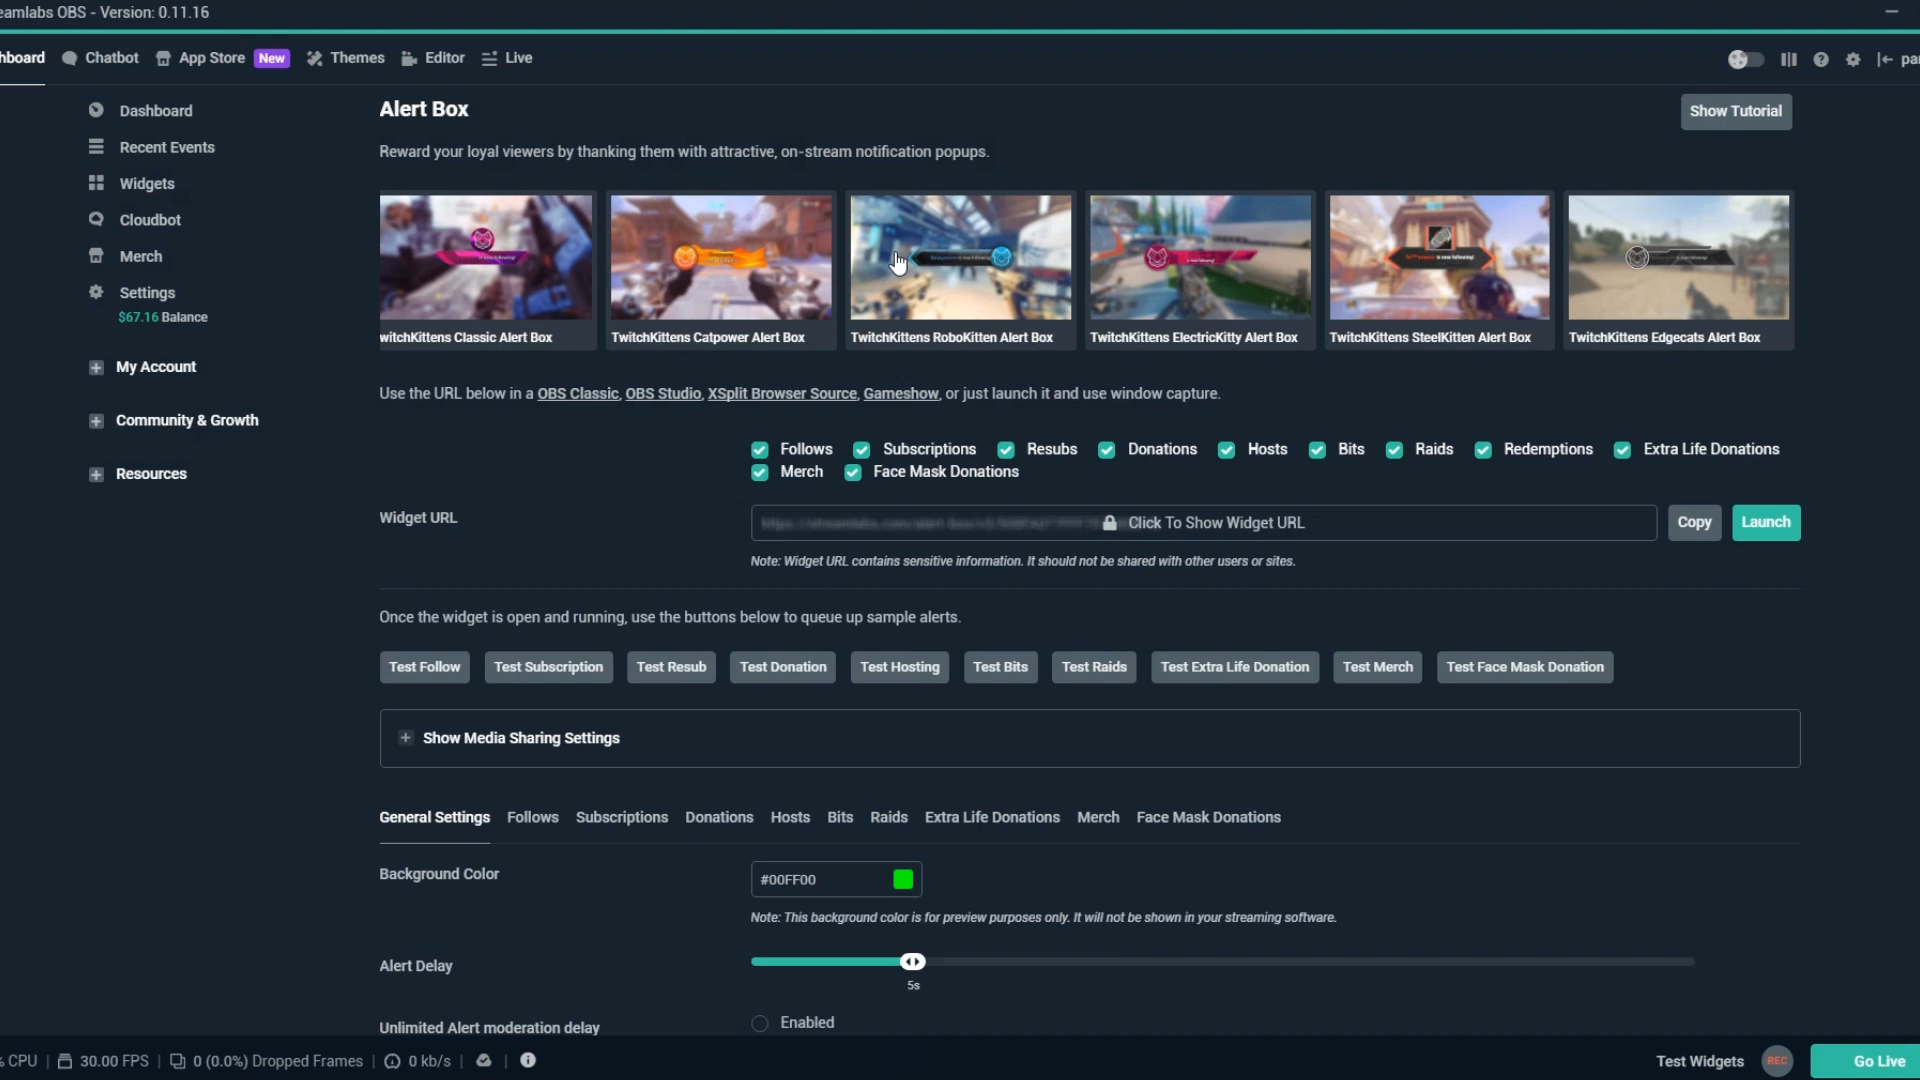 eamlabs OBS - Version: 0.11.16
hboard Chatbot App Store New Themes Editor Live
pa
Dashboard
Recent Events
Widgets
Cloudbot
Merch
Settings
$67.16 Balance
My Account
Community & Growth
Resources
Alert Box
Show Tutorial
Reward your loyal viewers by thanking them with attractive, on-stream notification popups.
is now following!
witchKittens Classic Alert Box TwitchKittens Catpower Alert Box TwitchKittens RoboKitten Alert Box TwitchKittens ElectricKitty Alert Box TwitchKittens SteelKitten Alert Box TwitchKittens Edgecats Alert Box
Use the URL below in a OBS Classic, OBS Studio, XSplit Browser Source, Gameshow, or just launch it and use window capture.
Follows Subscriptions Resubs Donations Hosts Bits Raids Redemptions Extra Life Donations
Merch Face Mask Donations
Widget URL
Click To Show Widget URL
Copy
Launch
Note: Widget URL contains sensitive information. It should not be shared with other users or sites.
Once the widget is open and running, use the buttons below to queue up sample alerts.
Test Follow Test Subscription Test Resub Test Donation Test Hosting Test Bits Test Raids Test Extra Life Donation Test Merch Test Face Mask Donation
Show Media Sharing Settings
General Settings Follows Subscriptions Donations Hosts Bits Raids Extra Life Donations Merch Face Mask Donations
Background Color
#00FF00
Note: This background color is for preview purposes only. It will not be shown in your streaming software.
Alert Delay
5s
Unlimited Alert moderation delay
Enabled
% CPU | 30.00 FPS | 0 (0.0%) Dropped Frames | 0 kb/s | |
Test Widgets REC Go Live